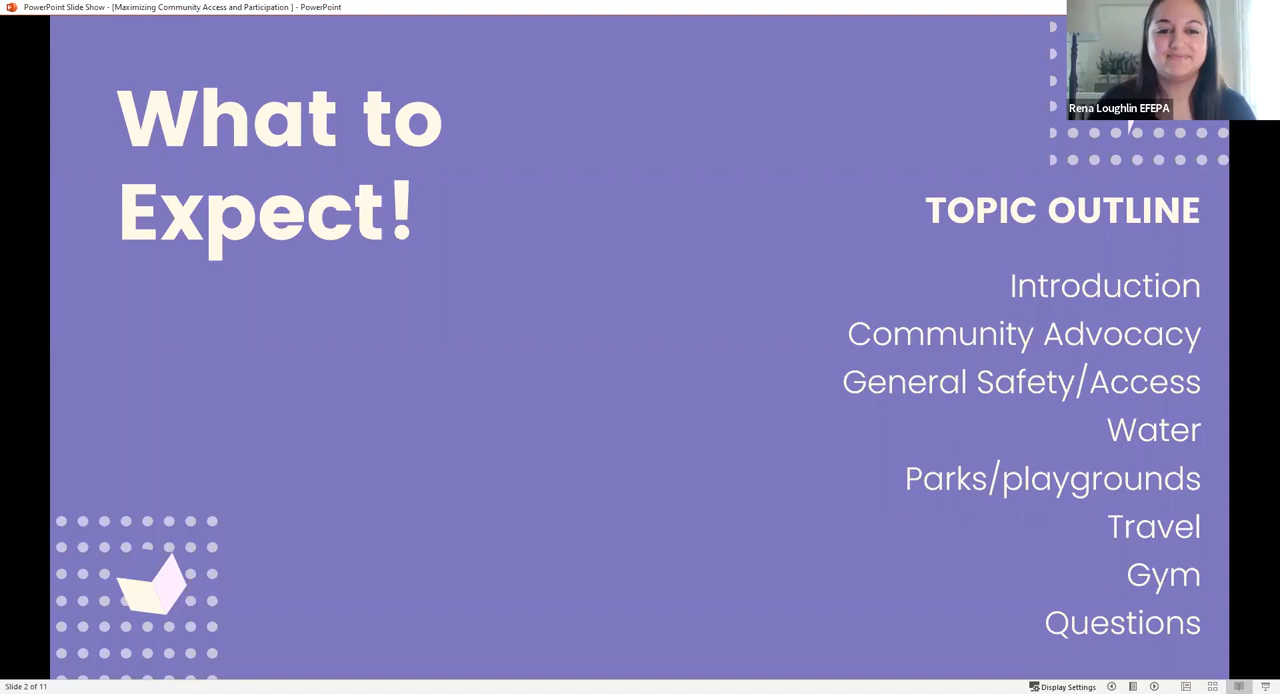 PowerPoint Slide Show - [Maximizing Community Access and Participation ] - PowerPoint
Rena Loughlin EFEPA
What to
Expect!
TOPIC OUTLINE
Introduction
Community Advocacy
General Safety/Access
Water
Parks/playgrounds
Travel
Gym
Questions
Slide 2 of 11
Display Settings